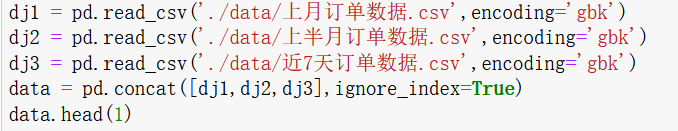 dj1 = pd.read_csv('./data/上月订单数据.csv',encoding='gbk')
dj2 = pd.read_csv('./data/上半月订单数据.csv',encoding='gbk')
dj3 = pd.read_csv('./data/近7天订单数据.csv',encoding='gbk')
data = pd.concat([dj1,dj2,dj3],ignore_index=True)
data.head(1)